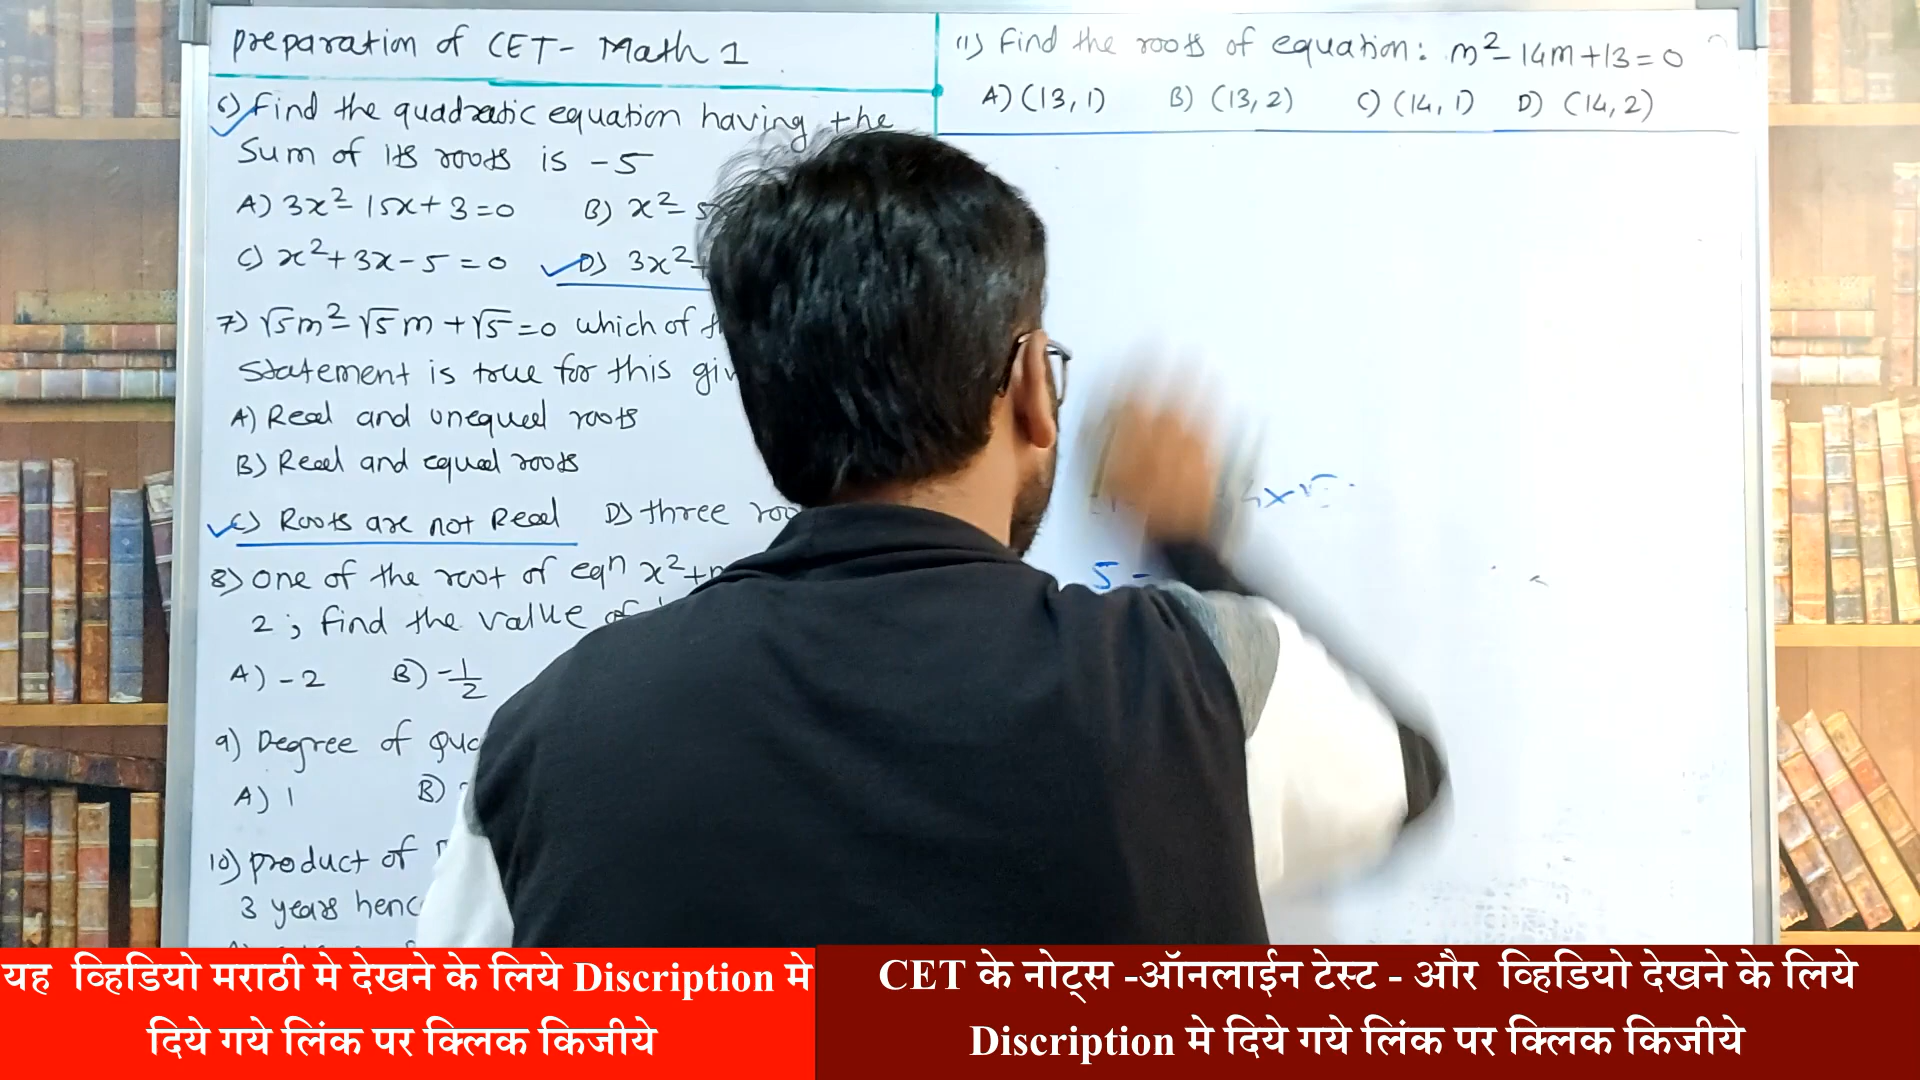 preparation of CET- Math 1
6) Find the quadratic equation having the
Sum of its roots is -5
A) 3x²-15x+3=0 B) x²-5
C) x²+3x-5=0 D) 3x²+
7) √5m²-√5m+√5=0 which of
statement is true for this
A) Real and unequal roots
B) Real and equal roots
C) Roots are not Real D) three
8) One of the root of eqⁿ x²+
2; find the value of
A) -2 B) -1/2
9) Degree of
A) 1 B)
10) product of
3 years
11) Find the roots of equation: m²-14m+13=0
A) (13,1) B) (13,2) C) (14,1) D) (14,2)
5 -
यह व्हिडियो मराठी मे देखने के लिये Discription मे
दिये गये लिंक पर क्लिक किजीये
CET के नोट्स -ऑनलाईन टेस्ट - और व्हिडियो देखने के लिये
Discription मे दिये गये लिंक पर क्लिक किजीये